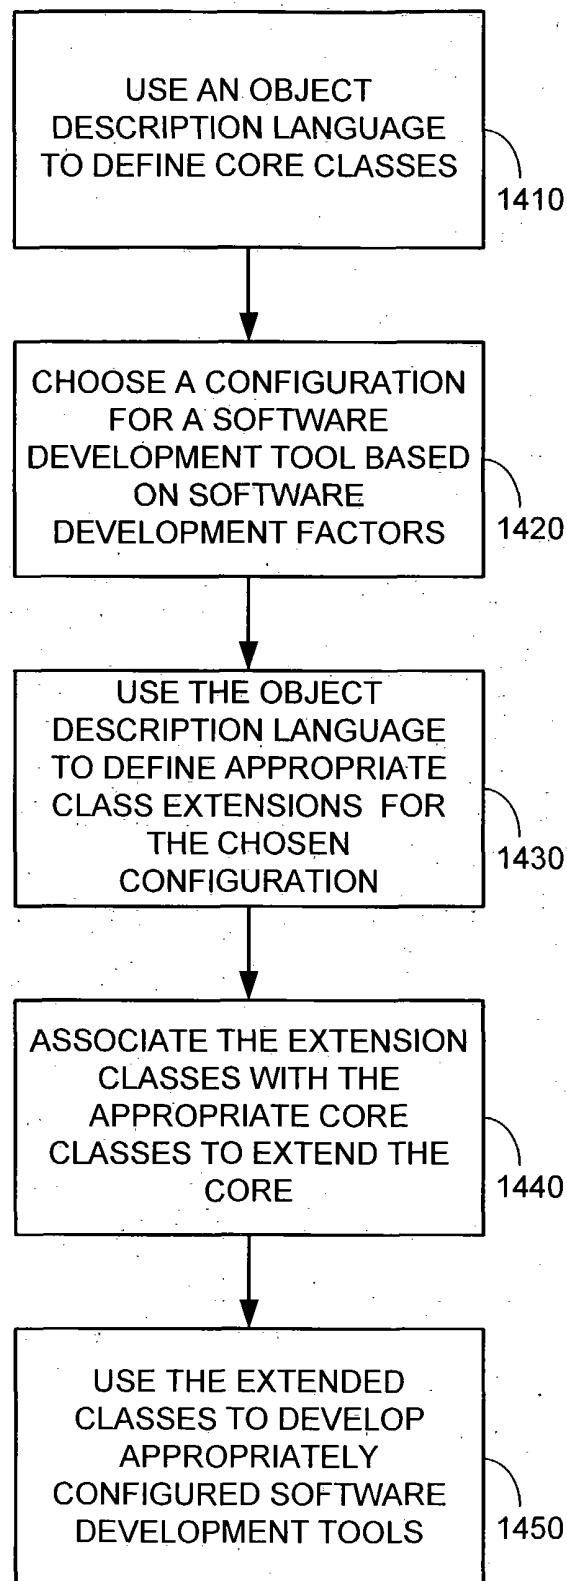 USE AN OBJECT
DESCRIPTION LANGUAGE
TO DEFINE CORE CLASSES
1410
CHOOSE A CONFIGURATION
FOR A SOFTWARE
DEVELOPMENT TOOL BASED
ON SOFTWARE
DEVELOPMENT FACTORS
1420
USE THE OBJECT
DESCRIPTION LANGUAGE
TO DEFINE APPROPRIATE
CLASS EXTENSIONS FOR
THE CHOSEN
CONFIGURATION
1430
ASSOCIATE THE EXTENSION
CLASSES WITH THE
APPROPRIATE CORE
CLASSES TO EXTEND THE
CORE
1440
USE THE EXTENDED
CLASSES TO DEVELOP
APPROPRIATELY
CONFIGURED SOFTWARE
DEVELOPMENT TOOLS
1450